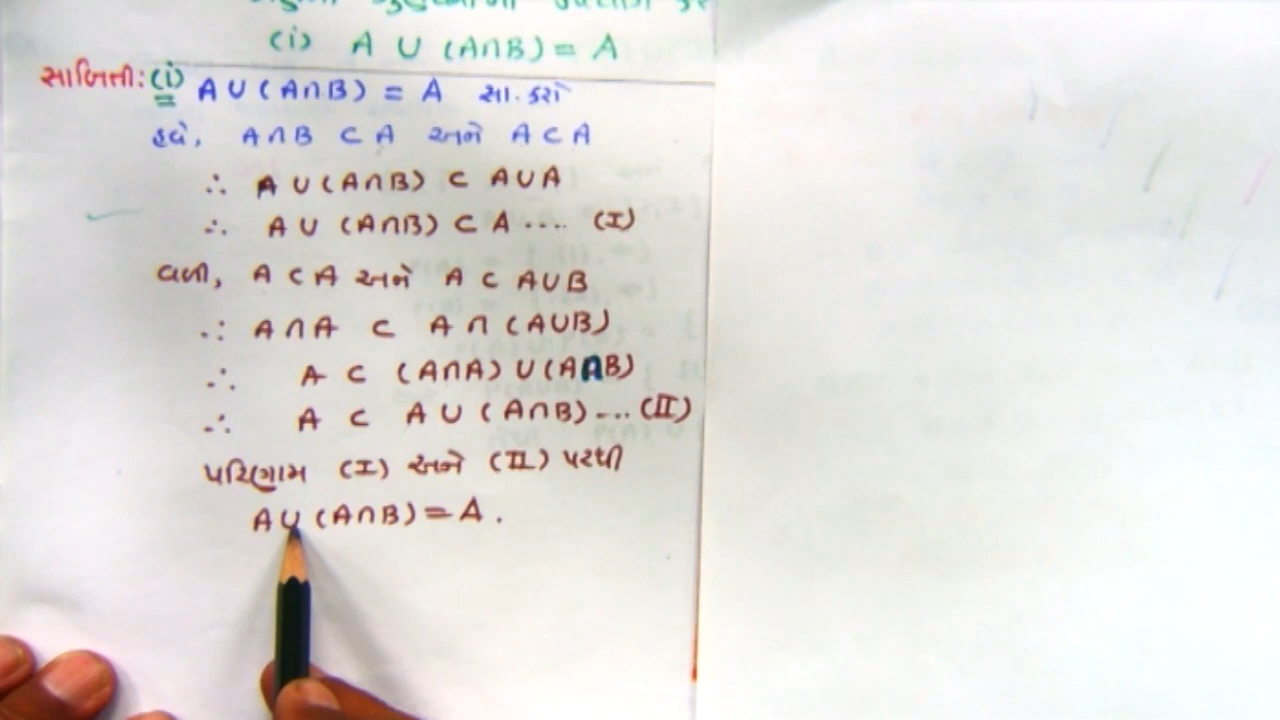 (i) A ∪ (A∩B) = A
સાબિતી: (i) A ∪ (A∩B) = A સા. કરો
હવે, A∩B ⊂ A અને A ⊂ A
∴ A ∪ (A∩B) ⊂ A∪A
∴ A ∪ (A∩B) ⊂ A .... (I)
વળી, A ⊂ A અને A ⊂ A∪B
∴ A∩A ⊂ A ∩ (A∪B)
∴ A ⊂ (A∩A) ∪ (A∩B)
∴ A ⊂ A ∪ (A∩B) ... (II)
પરિણામ (I) અને (II) પરથી
A ∪ (A∩B) = A.